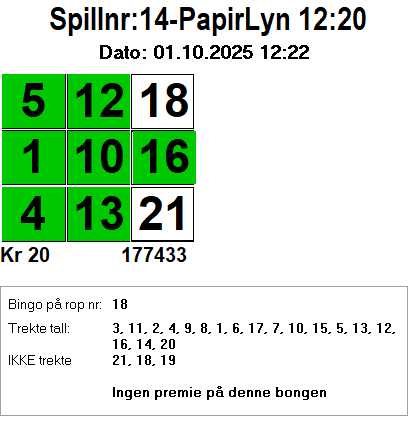 Spillnr:14-PapirLyn 12:20
Dato: 01.10.2025 12:22
5 12 18
1 10 16
4 13 21
Kr 20 177433
Bingo på rop nr: 18
Trekte tall: 3, 11, 2, 4, 9, 8, 1, 6, 17, 7, 10, 15, 5, 13, 12,
16, 14, 20
IKKE trekte 21, 18, 19
Ingen premie på denne bongen